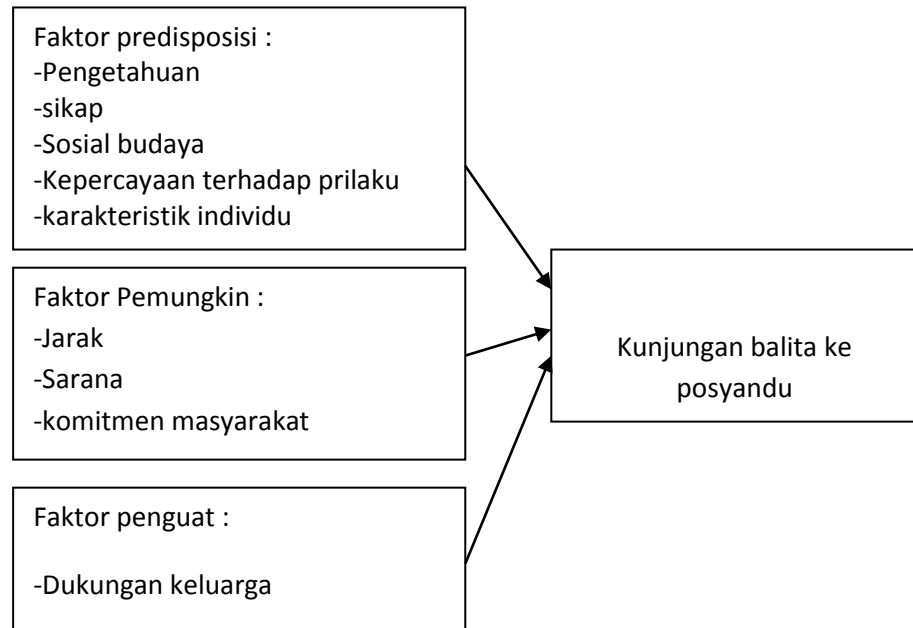 Faktor predisposisi :
-Pengetahuan
-sikap
-Sosial budaya
-Kepercayaan terhadap prilaku
-karakteristik individu
Faktor Pemungkin :
-Jarak
-Sarana
-komitmen masyarakat
Faktor penguat :
-Dukungan keluarga
Kunjungan balita ke
posyandu